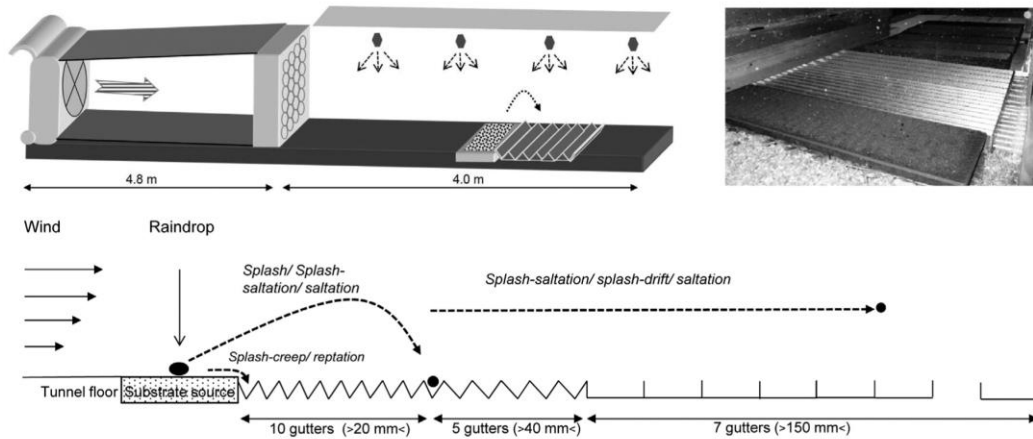 4.8 m
4.0 m
Wind
Raindrop
Splash/ Splash-
saltation/ saltation
Splash-saltation/ splash-drift/ saltation
Splash-creep/ reptation
Tunnel floor
Substrate source
10 gutters (>20 mm<)
5 gutters (>40 mm<)
7 gutters (>150 mm<)